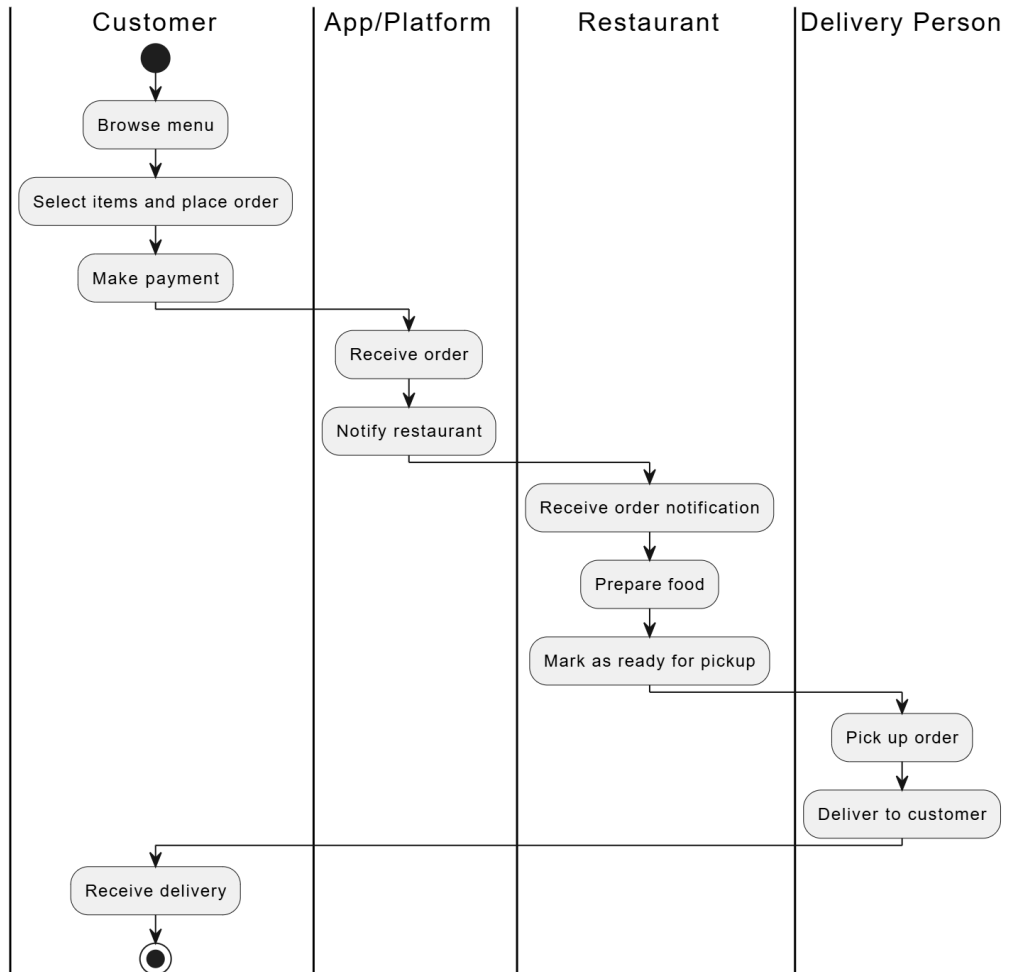 Customer
App/Platform
Restaurant
Delivery Person
Browse menu
Select items and place order
Make payment
Receive order
Notify restaurant
Receive order notification
Prepare food
Mark as ready for pickup
Pick up order
Deliver to customer
Receive delivery